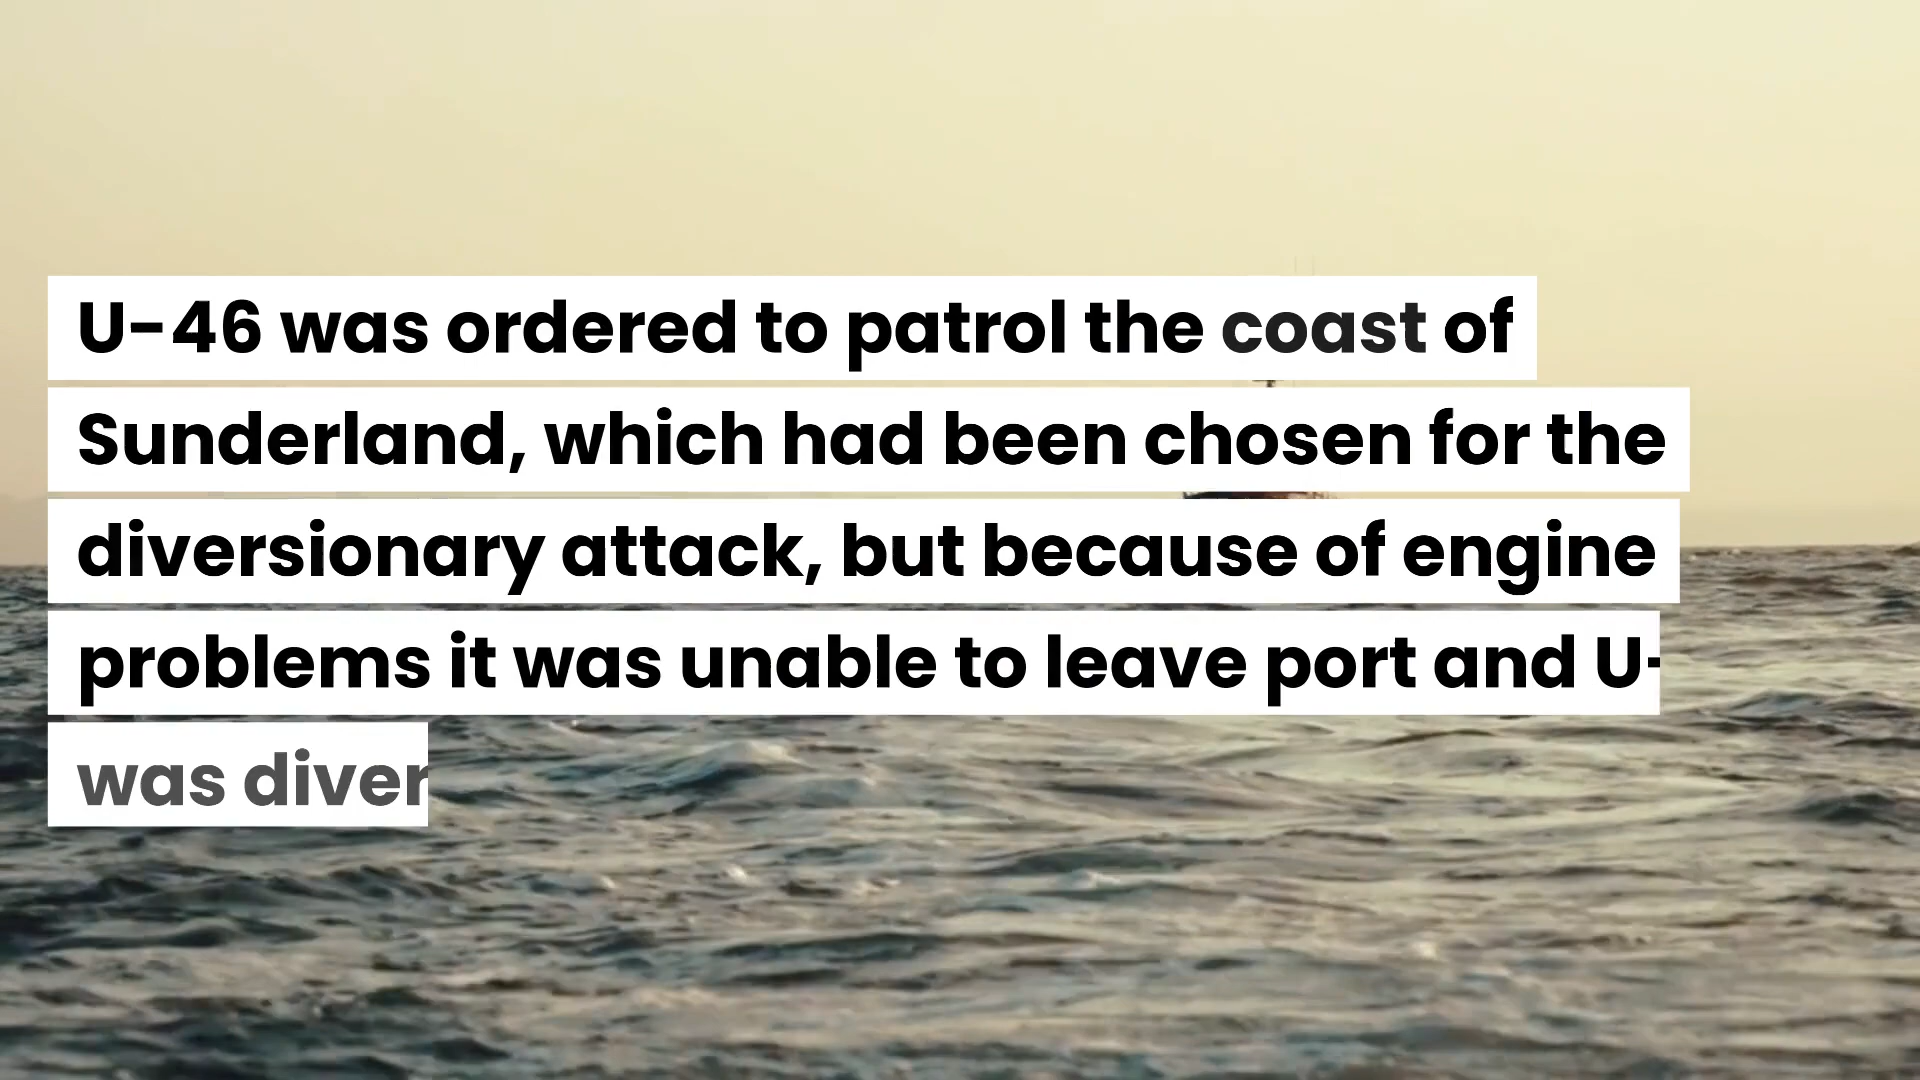 U-46 was ordered to patrol the coast of
Sunderland, which had been chosen for the
diversionary attack, but because of engine
problems it was unable to leave port and U-
was diver